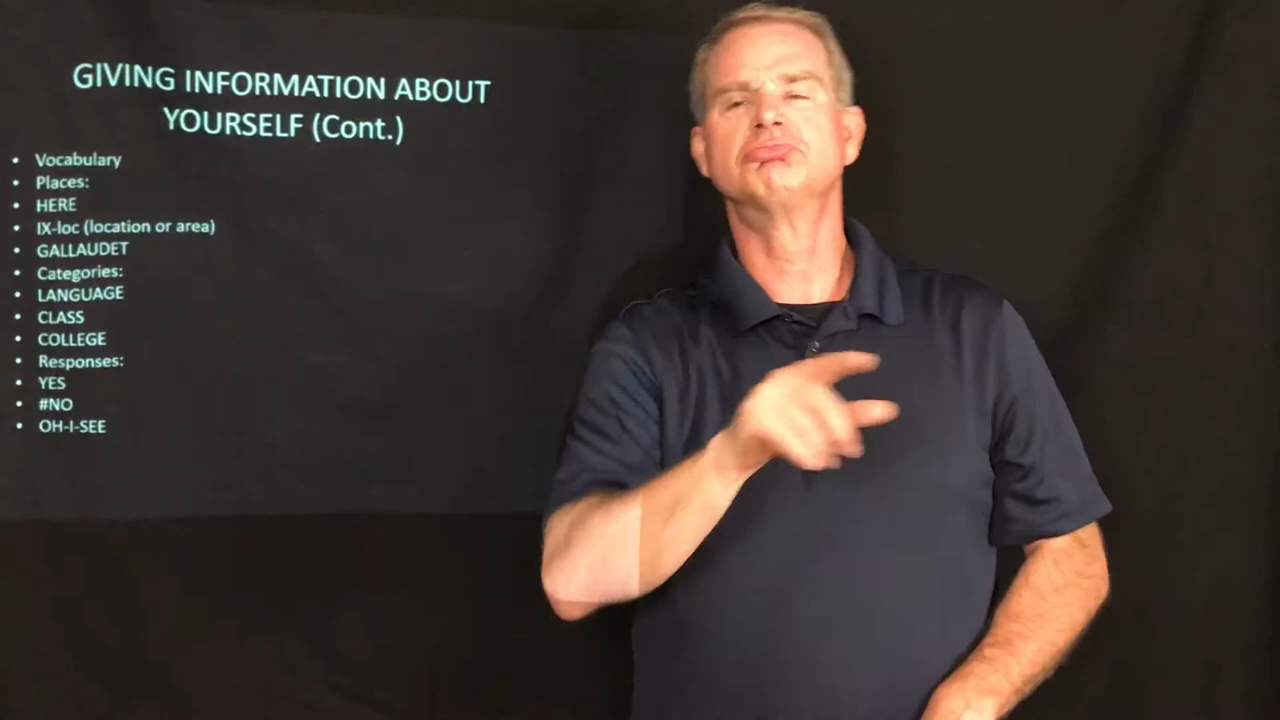 GIVING INFORMATION ABOUT
YOURSELF (Cont.)
• Vocabulary
• Places:
• HERE
• IX-loc (location or area)
• GALLAUDET
• Categories:
• LANGUAGE
• CLASS
• COLLEGE
• Responses:
• YES
• #NO
• OH-I-SEE